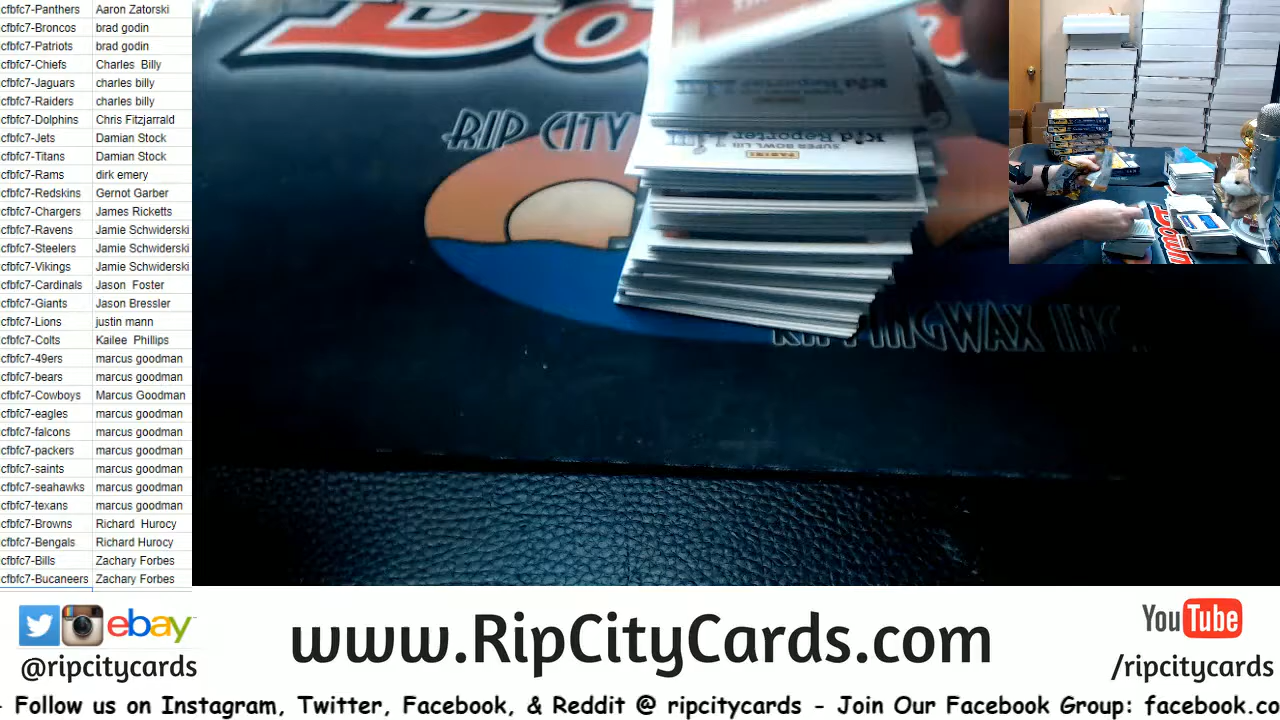 cfbfc7-Panthers Aaron Zatorski
cfbfc7-Broncos brad godin
cfbfc7-Patriots brad godin
cfbfc7-Chiefs Charles Billy
cfbfc7-Jaguars charles billy
cfbfc7-Raiders charles billy
cfbfc7-Dolphins Chris Fitzjarrald
cfbfc7-Jets Damian Stock
cfbfc7-Titans Damian Stock
cfbfc7-Rams dirk emery
cfbfc7-Redskins Gernot Garber
cfbfc7-Chargers James Ricketts
cfbfc7-Ravens Jamie Schwiderski
cfbfc7-Steelers Jamie Schwiderski
cfbfc7-Vikings Jamie Schwiderski
cfbfc7-Cardinals Jason Foster
cfbfc7-Giants Jason Bressler
cfbfc7-Lions justin mann
cfbfc7-Colts Kailee Phillips
cfbfc7-49ers marcus goodman
cfbfc7-bears marcus goodman
cfbfc7-Cowboys Marcus Goodman
cfbfc7-eagles marcus goodman
cfbfc7-falcons marcus goodman
cfbfc7-packers marcus goodman
cfbfc7-saints marcus goodman
cfbfc7-seahawks marcus goodman
cfbfc7-texans marcus goodman
cfbfc7-Browns Richard Hurocy
cfbfc7-Bengals Richard Hurocy
cfbfc7-Bills Zachary Forbes
cfbfc7-Bucaneers Zachary Forbes
RIP CITY
Kid Reporter
SUPER BOWL LIII
PANINI
WAX INC
ebay
@ripcitycards
www.RipCityCards.com
YouTube
/ripcitycards
- Follow us on Instagram, Twitter, Facebook, & Reddit @ ripcitycards - Join Our Facebook Group: facebook.co